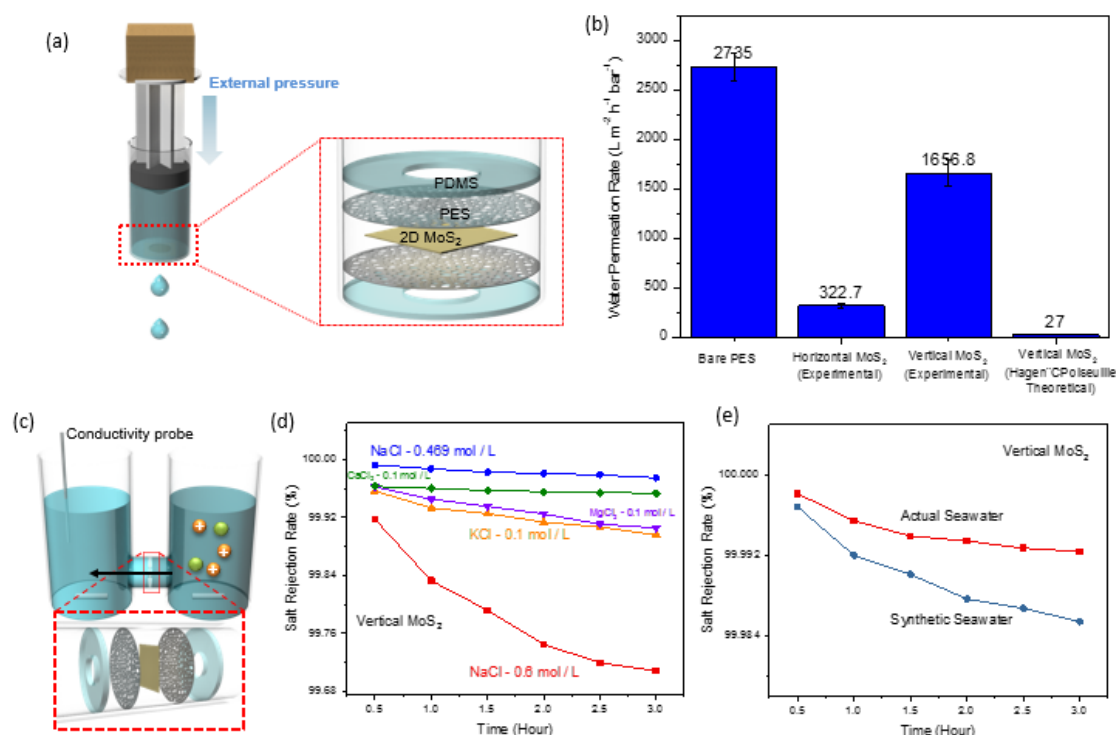 (a)
External pressure
PDMS
PES
2D MoS₂
(b)
Water Permeation Rate (L m⁻² h⁻¹ bar⁻¹)
3000
2500
2000
1500
1000
500
0
2735
322.7
1656.8
27
Bare PES
Horizontal MoS₂
(Experimental)
Vertical MoS₂
(Experimental)
Vertical MoS₂
(Hagen¨CPoiseuille
Theoretical)
(c)
Conductivity probe
(d)
Salt Rejection Rate (%)
100.00
99.92
99.84
99.76
99.68
NaCl - 0.469 mol / L
CaCl₂ - 0.1 mol / L
MgCl₂ - 0.1 mol / L
KCl - 0.1 mol / L
Vertical MoS₂
NaCl - 0.6 mol / L
0.5 1.0 1.5 2.0 2.5 3.0
Time (Hour)
(e)
Salt Rejection Rate (%)
100.000
99.992
99.984
Vertical MoS₂
Actual Seawater
Synthetic Seawater
0.5 1.0 1.5 2.0 2.5 3.0
Time (Hour)